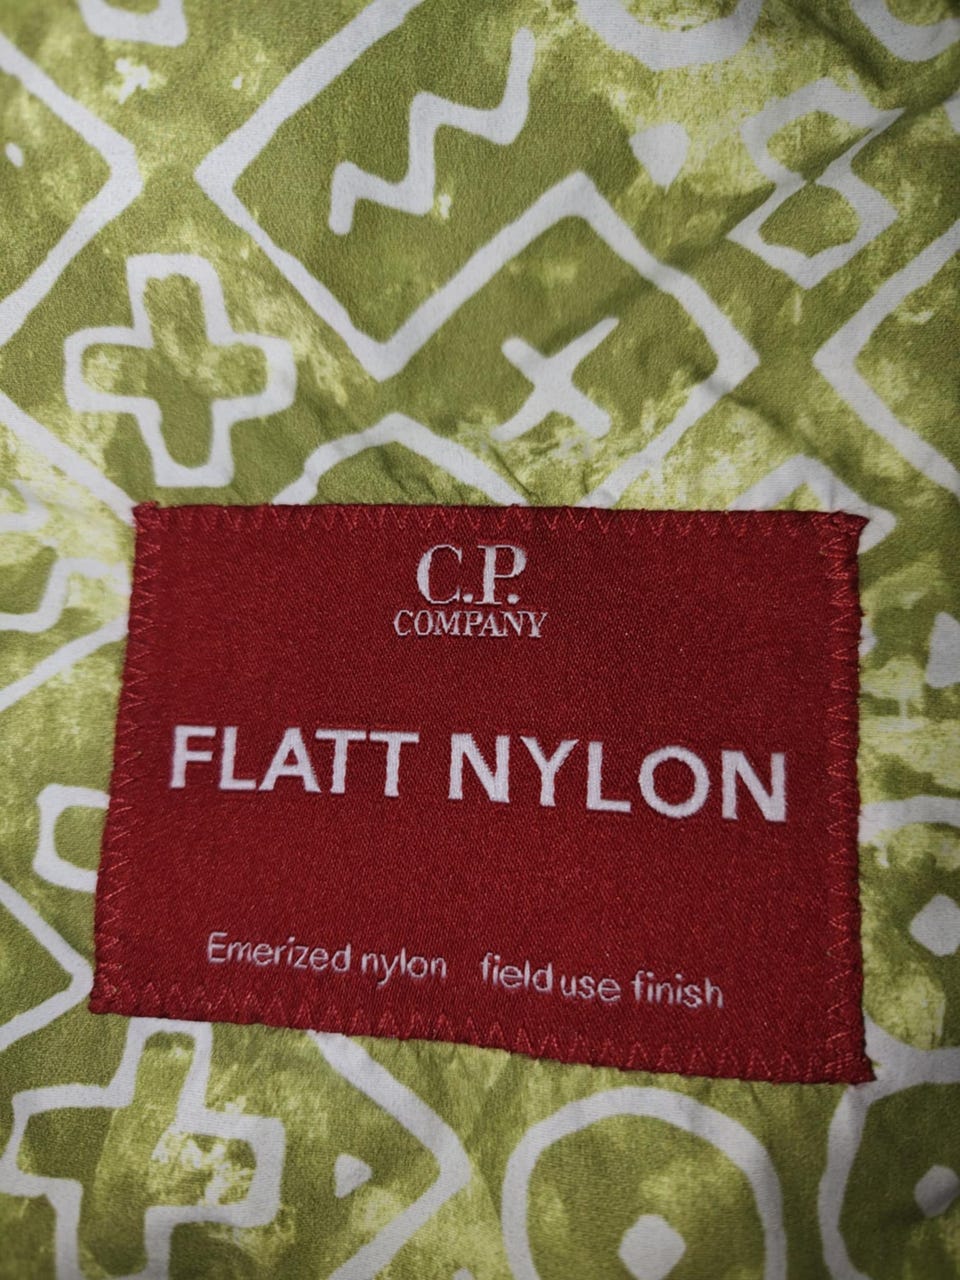 C.P.
COMPANY
FLATT NYLON
Emerized nylon field use finish